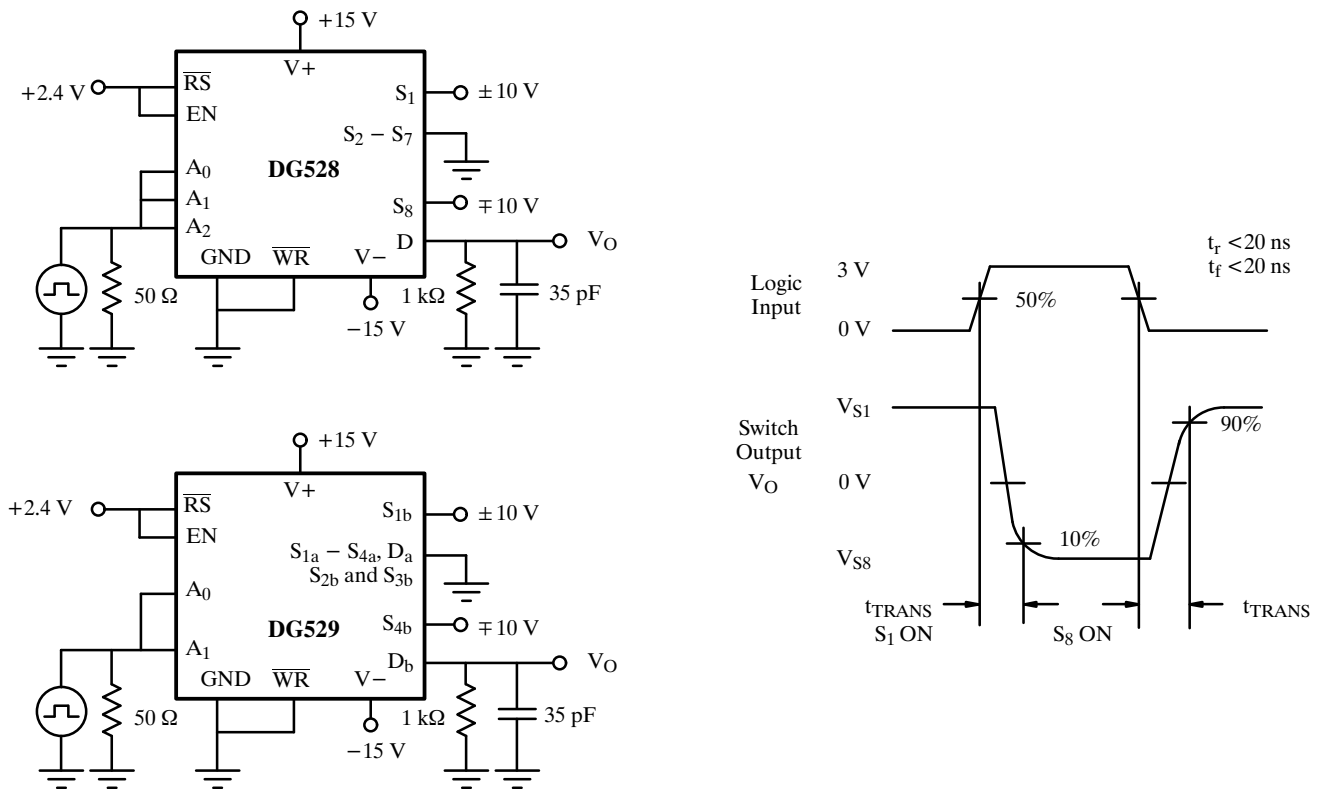 +15 V
V+
+2.4 V
RS
EN
S1
± 10 V
S2 − S7
A0
A1
A2
DG528
S8
∓ 10 V
D
VO
GND
WR
V−
50 Ω
1 kΩ
35 pF
−15 V
+15 V
V+
+2.4 V
RS
EN
S1b
± 10 V
S1a − S4a, Da
S2b and S3b
A0
A1
DG529
S4b
∓ 10 V
Db
VO
GND
WR
V−
50 Ω
1 kΩ
35 pF
−15 V
tr <20 ns
tf <20 ns
Logic
Input
3 V
50%
0 V
VS1
Switch
Output
VO
90%
0 V
10%
VS8
tTRANS
tTRANS
S1 ON
S8 ON